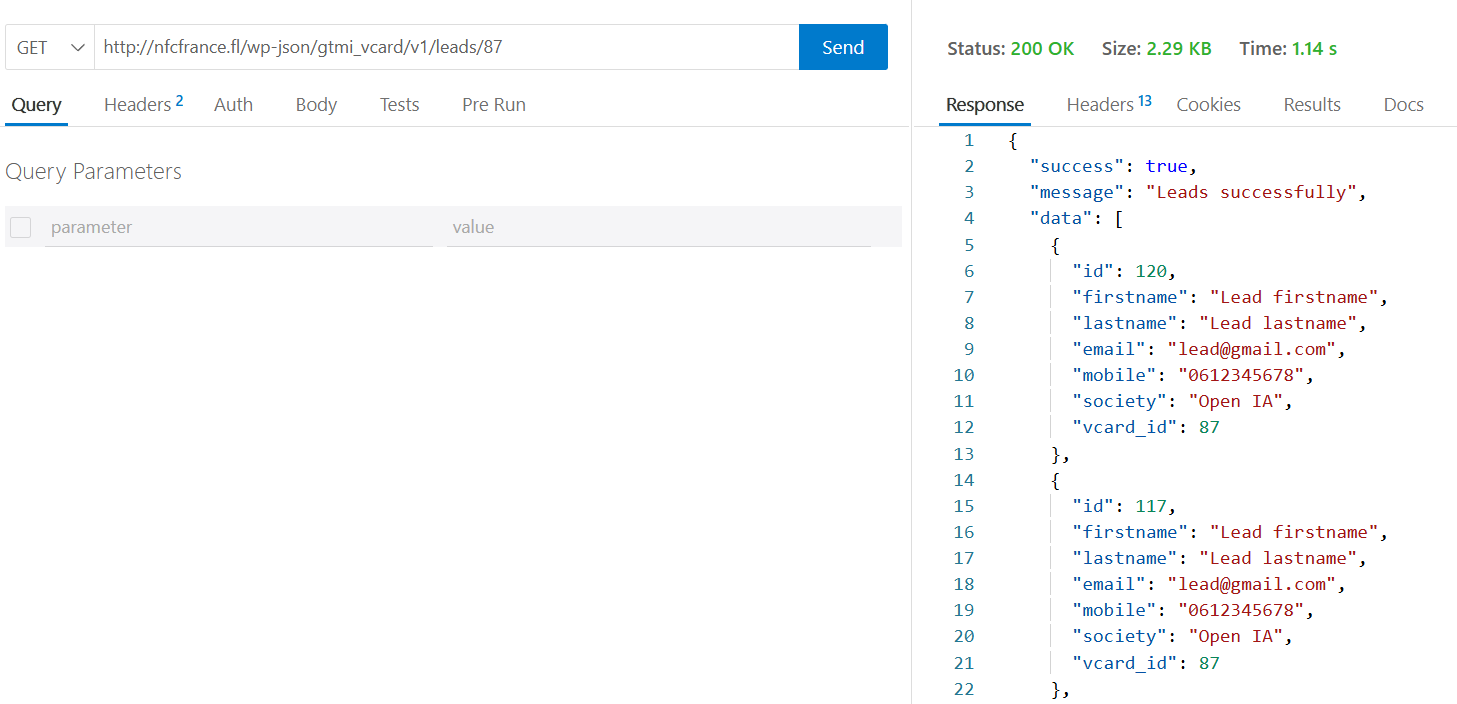 GET http://nfcfrance.fl/wp-json/gtmi_vcard/v1/leads/87 Send
Query Headers 2 Auth Body Tests Pre Run
Query Parameters
parameter value
Status: 200 OK Size: 2.29 KB Time: 1.14 s
Response Headers 13 Cookies Results Docs
1 {
2 "success": true,
3 "message": "Leads successfully",
4 "data": [
5 {
6 "id": 120,
7 "firstname": "Lead firstname",
8 "lastname": "Lead lastname",
9 "email": "lead@gmail.com",
10 "mobile": "0612345678",
11 "society": "Open IA",
12 "vcard_id": 87
13 },
14 {
15 "id": 117,
16 "firstname": "Lead firstname",
17 "lastname": "Lead lastname",
18 "email": "lead@gmail.com",
19 "mobile": "0612345678",
20 "society": "Open IA",
21 "vcard_id": 87
22 },